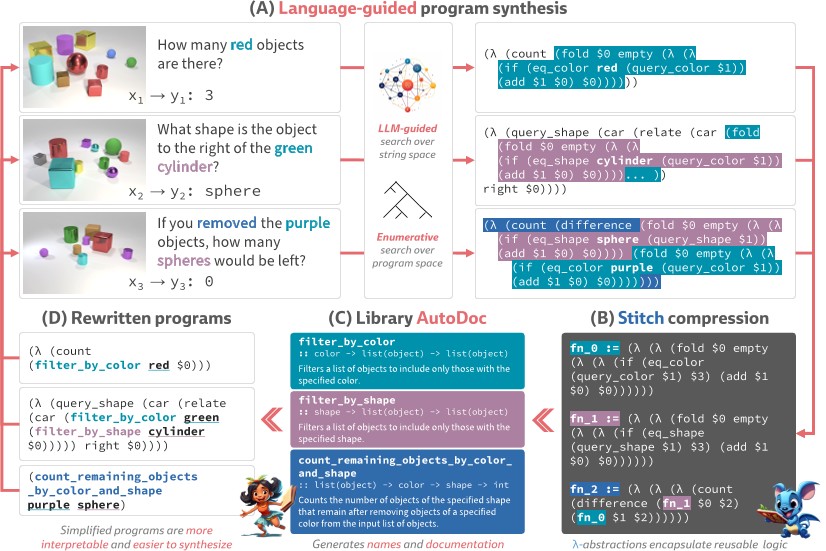 (A) Language-guided program synthesis
How many red objects
are there?
x1 → y1: 3
What shape is the object
to the right of the green
cylinder?
x2 → y2: sphere
If you removed the purple
objects, how many
spheres would be left?
x3 → y3: 0
LLM-guided
search over
string space
Enumerative
search over
program space
(λ (count (fold $0 empty (λ (λ
(if (eq_color red (query_color $1))
(add $1 $0) $0))))))
(λ (query_shape (car (relate (car (fold
(fold $0 empty (λ (λ
(if (eq_shape cylinder (query_color $1))
(add $1 $0) $0))))... ))
right $0))))
(λ (count (difference (fold $0 empty (λ (λ
(if (eq_shape sphere (query_shape $1))
(add $1 $0) $0)))) (fold $0 empty (λ (λ
(if (eq_color purple (query_color $1))
(add $1 $0) $0)))))))
(D) Rewritten programs
(λ (count
(filter_by_color red $0)))
(λ (query_shape (car (relate
(car (filter_by_color green
(filter_by_shape cylinder
$0))))) right $0))))
(count_remaining_objects
_by_color_and_shape
purple sphere)
Simplified programs are more
interpretable and easier to synthesize
(C) Library AutoDoc
filter_by_color
:: color -> list(object) -> list(object)
Filters a list of objects to include only those with the
specified color.
filter_by_shape
:: shape -> list(object) -> list(object)
Filters a list of objects to include only those with the
specified shape.
count_remaining_objects_by_color_
and_shape
:: list(object) -> color -> shape -> int
Counts the number of objects of the specified shape
that remain after removing objects of a specified
color from the input list of objects.
Generates names and documentation
(B) Stitch compression
fn_0 := (λ (λ (fold $0 empty
(λ (λ (if (eq_color
(query_color $1) $3) (add $1
$0) $0))))))
fn_1 := (λ (λ (fold $0 empty
(λ (λ (if (eq_shape
(query_shape $1) $3) (add $1
$0) $0))))))
fn_2 := (λ (λ (λ (count
(difference (fn_1 $0 $2)
(fn_0 $1 $2))))))
λ-abstractions encapsulate reusable logic